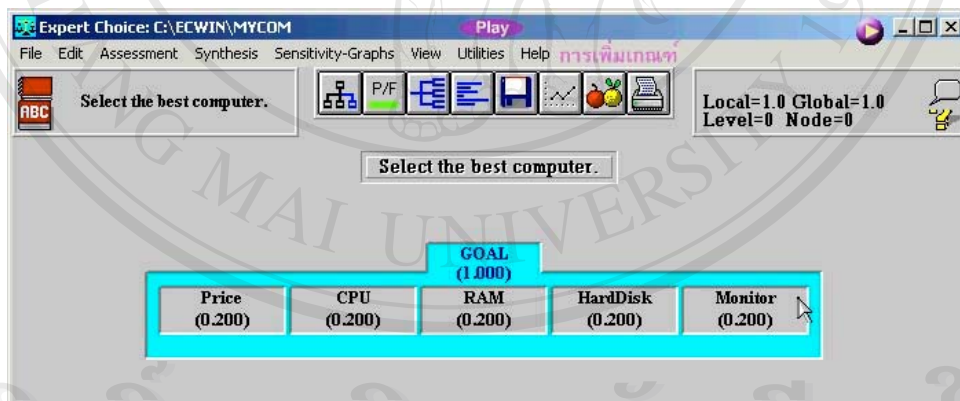 Expert Choice: C:\ECWIN\MYCOM
Play
File Edit Assessment Synthesis Sensitivity-Graphs View Utilities Help การเพิ่มเกณฑ์
ABC
Select the best computer.
P/F
Local=1.0 Global=1.0
Level=0 Node=0
Select the best computer.
GOAL
(1.000)
Price CPU RAM HardDisk Monitor
(0.200) (0.200) (0.200) (0.200) (0.200)
MAI UNIVERSITY